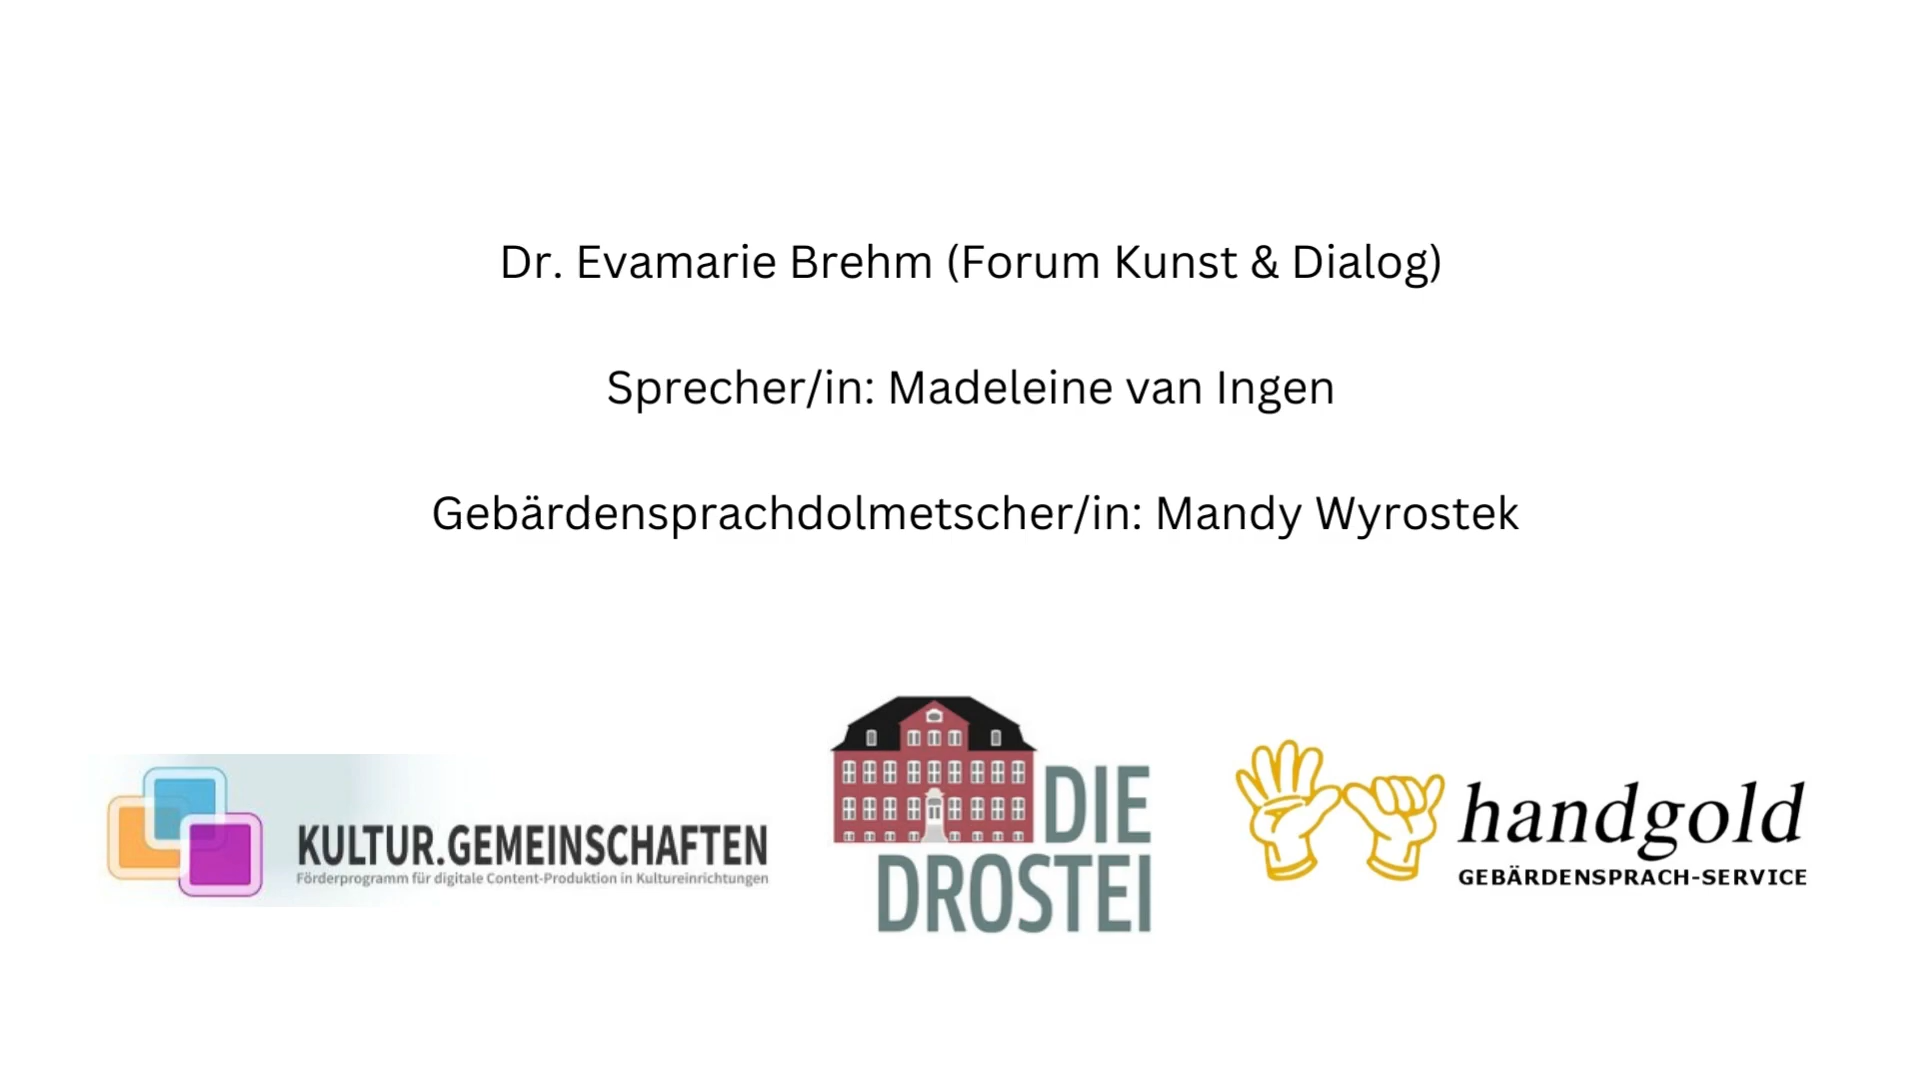 Dr. Evamarie Brehm (Forum Kunst & Dialog)
Sprecher/in: Madeleine van Ingen
Gebärdensprachdolmetscher/in: Mandy Wyrostek
KULTUR.GEMEINSCHAFTEN
Förderprogramm für digitale Content-Produktion in Kultureinrichtungen
DIE
DROSTEI
handgold
GEBÄRDENSPRACH-SERVICE